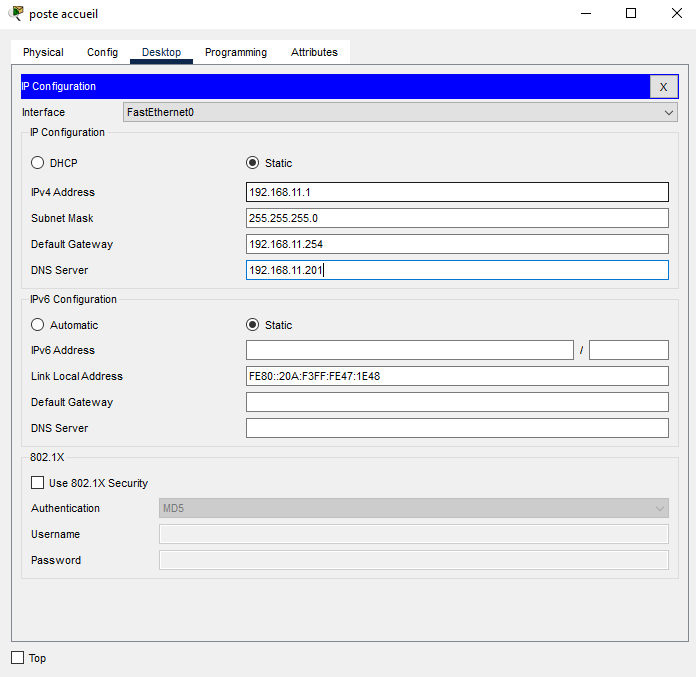 poste accueil
Physical Config Desktop Programming Attributes
IP Configuration X
Interface FastEthernet0
IP Configuration
DHCP Static
IPv4 Address 192.168.11.1
Subnet Mask 255.255.255.0
Default Gateway 192.168.11.254
DNS Server 192.168.11.201
IPv6 Configuration
Automatic Static
IPv6 Address /
Link Local Address FE80::20A:F3FF:FE47:1E48
Default Gateway
DNS Server
802.1X
Use 802.1X Security
Authentication MD5
Username
Password
Top